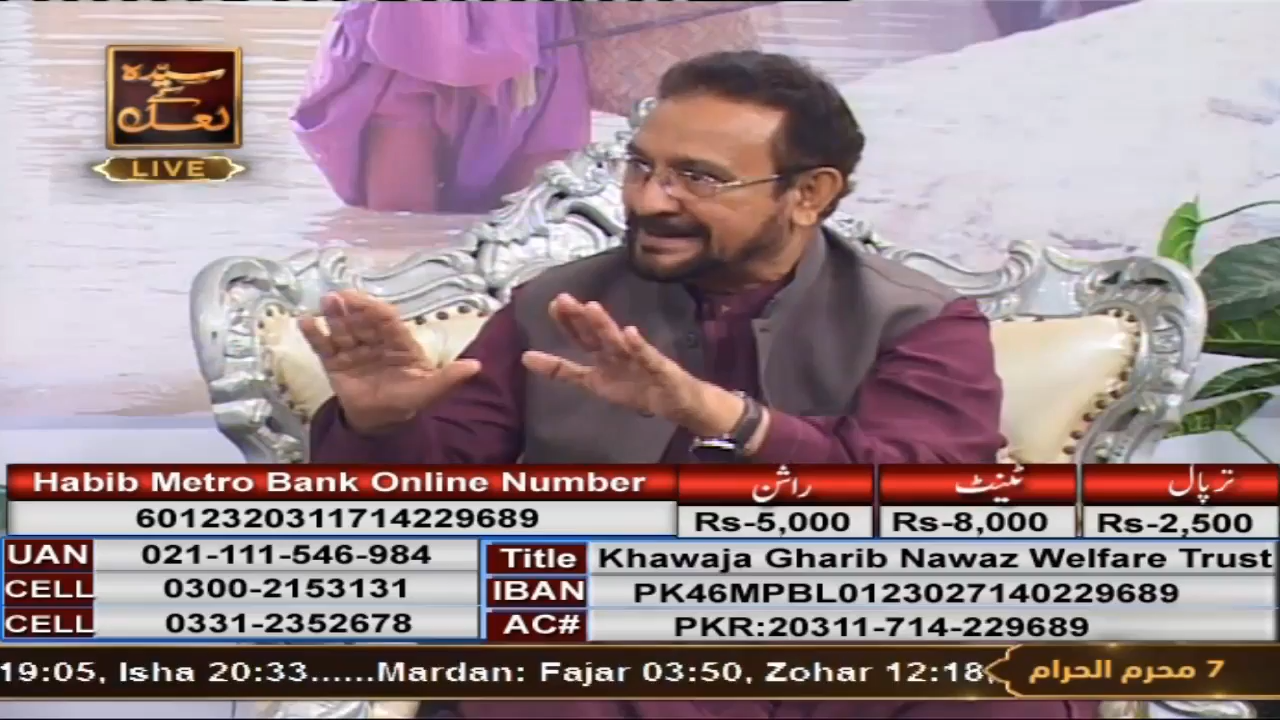 سیّدہ
کے
لعل
LIVE
Habib Metro Bank Online Number
راشن
ٹینٹ
ترپال
6012320311714229689
Rs-5,000
Rs-8,000
Rs-2,500
UAN 021-111-546-984
CELL 0300-2153131
CELL 0331-2352678
Title Khawaja Gharib Nawaz Welfare Trust
IBAN PK46MPBL0123027140229689
AC# PKR:20311-714-229689
19:05, Isha 20:33......Mardan: Fajar 03:50, Zohar 12:18,
7 محرم الحرام